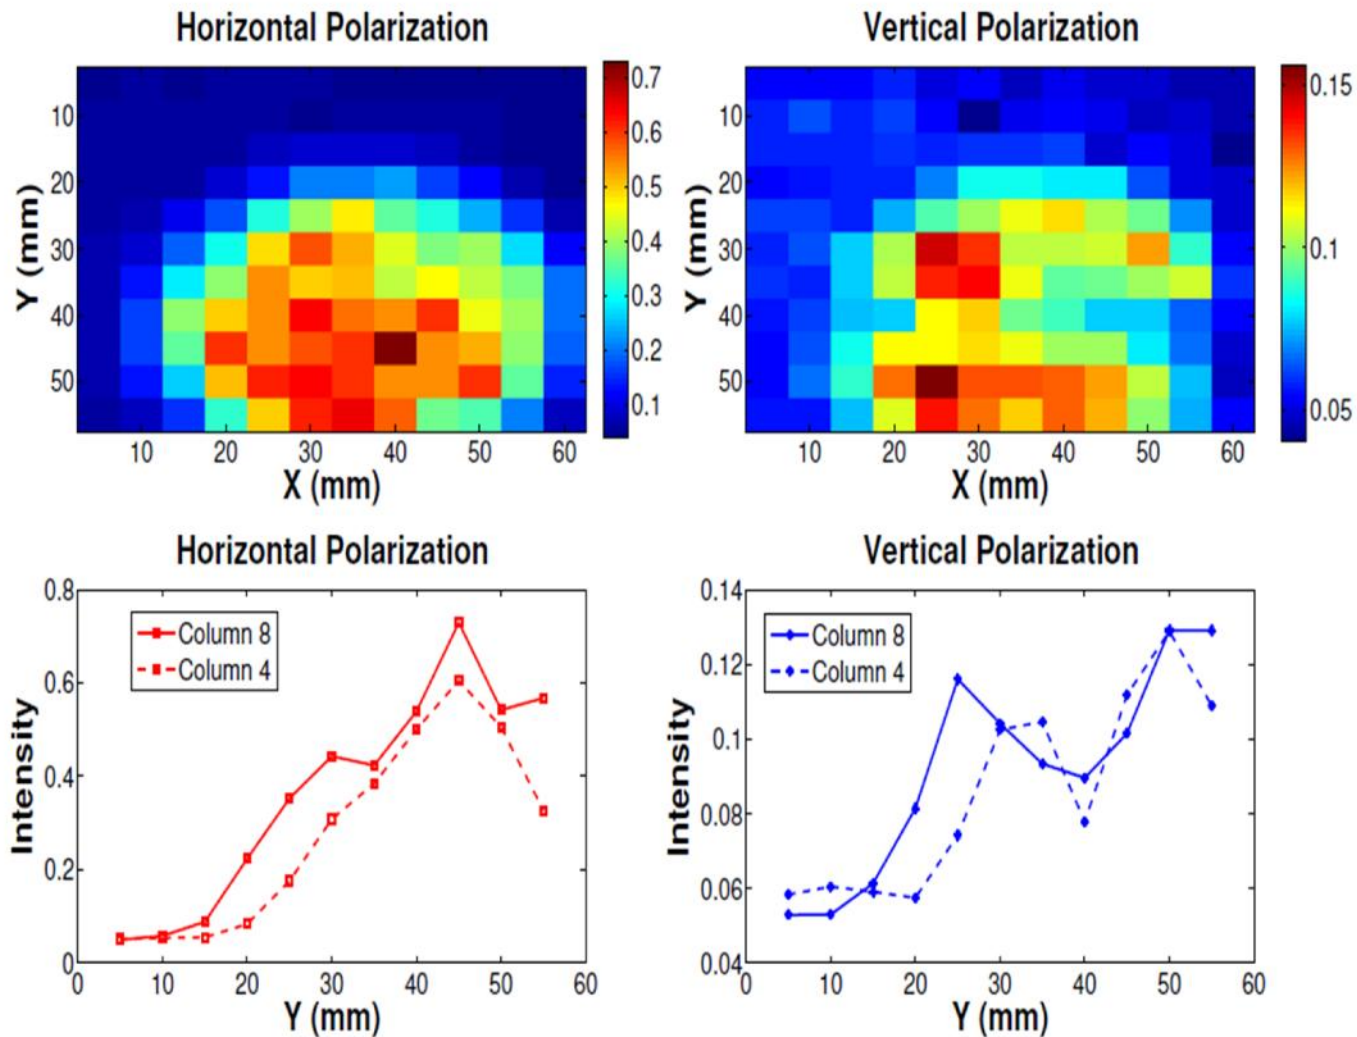 Horizontal Polarization
10
20
30
40
50
Y (mm)
10 20 30 40 50 60
X (mm)
0.7
0.6
0.5
0.4
0.3
0.2
0.1
Vertical Polarization
10
20
30
40
50
Y (mm)
10 20 30 40 50 60
X (mm)
0.15
0.1
0.05
Horizontal Polarization
0.8
0.6
0.4
0.2
0
Intensity
Column 8
Column 4
0 10 20 30 40 50 60
Y (mm)
Vertical Polarization
0.14
0.12
0.1
0.08
0.06
0.04
Intensity
Column 8
Column 4
0 10 20 30 40 50 60
Y (mm)